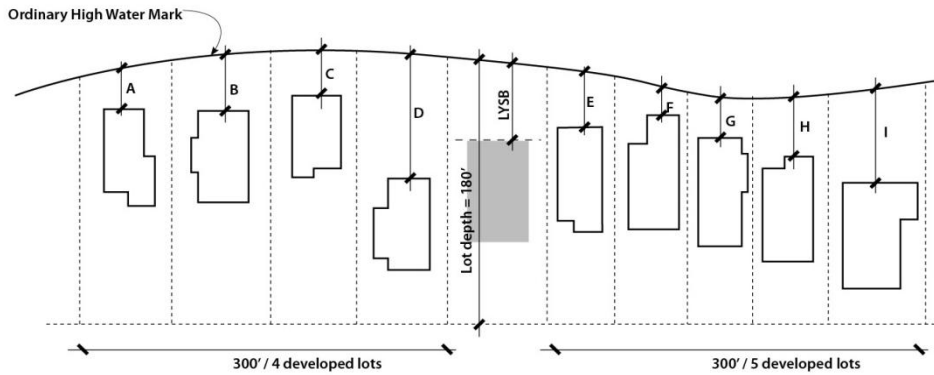 Ordinary High Water Mark
A
B
C
D
Lot depth = 180'
LYSB
E
F
G
H
I
300' / 4 developed lots
300' / 5 developed lots